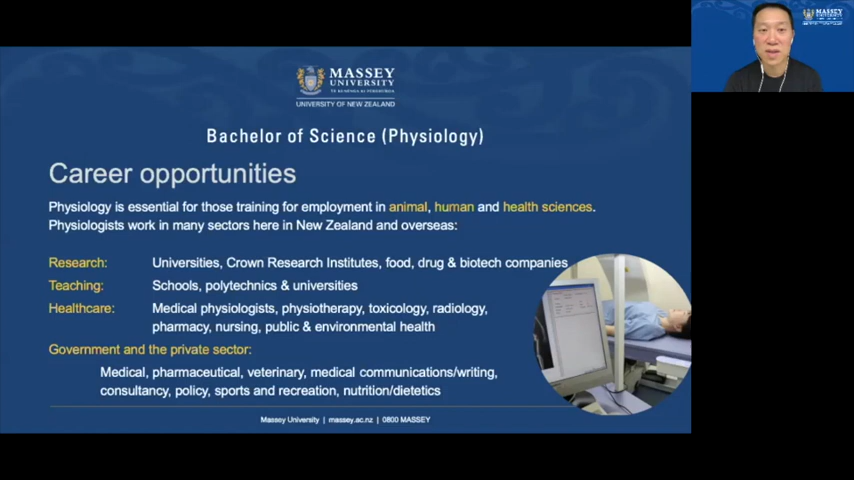 MASSEY
UNIVERSITY
TE KUNENGA KI PŪREHUROA
UNIVERSITY OF NEW ZEALAND
Bachelor of Science (Physiology)
Career opportunities
Physiology is essential for those training for employment in animal, human and health sciences.
Physiologists work in many sectors here in New Zealand and overseas:
Research: Universities, Crown Research Institutes, food, drug & biotech companies
Teaching: Schools, polytechnics & universities
Healthcare: Medical physiologists, physiotherapy, toxicology, radiology,
pharmacy, nursing, public & environmental health
Government and the private sector:
Medical, pharmaceutical, veterinary, medical communications/writing,
consultancy, policy, sports and recreation, nutrition/dietetics
Massey University | massey.ac.nz | 0800 MASSEY
MASSEY
UNIVERSITY